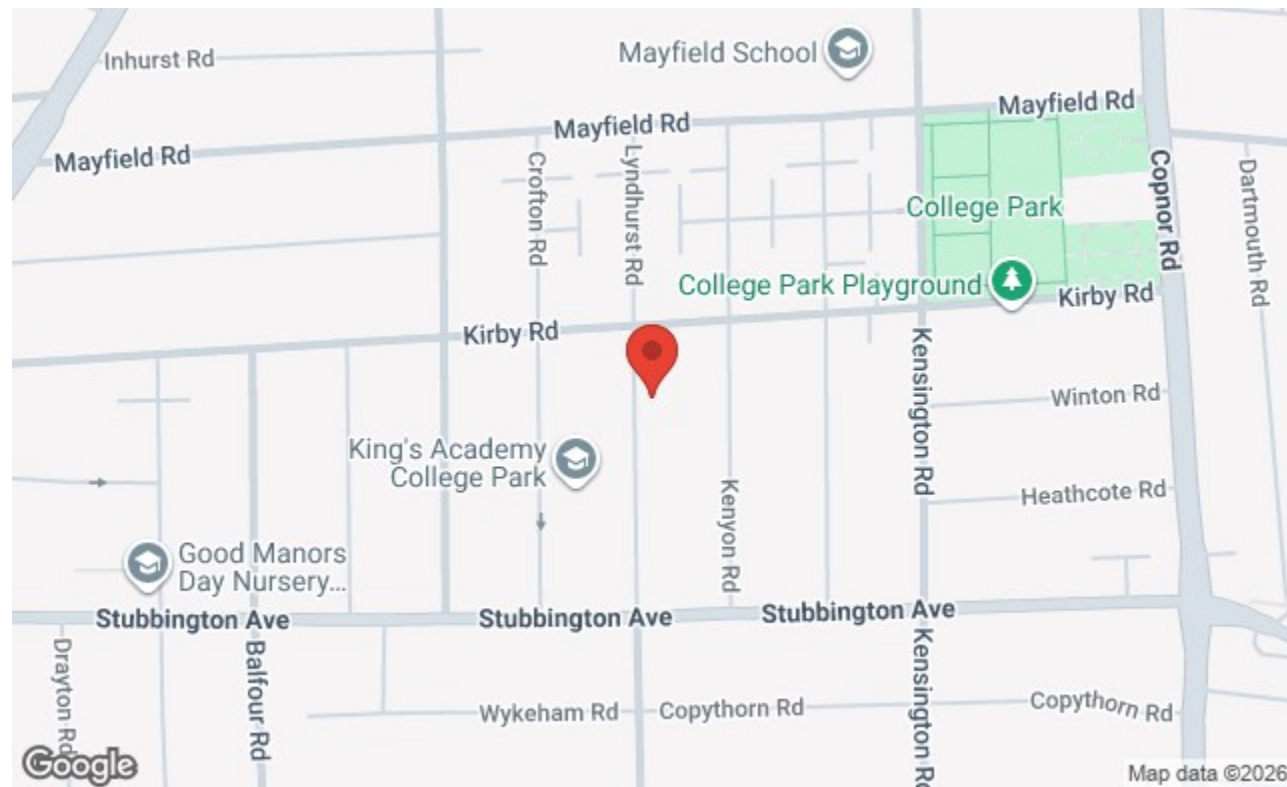 Inhurst Rd
Mayfield School
Mayfield Rd
Mayfield Rd
Mayfield Rd
Crofton Rd
Lyndhurst Rd
Copnor Rd
Dartmouth Rd
College Park
College Park Playground
Kirby Rd
Kirby Rd
Kensington Rd
Winton Rd
King's Academy
College Park
Kenyon Rd
Heathcote Rd
Good Manors
Day Nursery...
Stubbington Ave
Stubbington Ave
Stubbington Ave
Drayton Rd
Balfour Rd
Kensington Rd
Wykeham Rd
Copythorn Rd
Copythorn Rd
Google
Map data ©2026